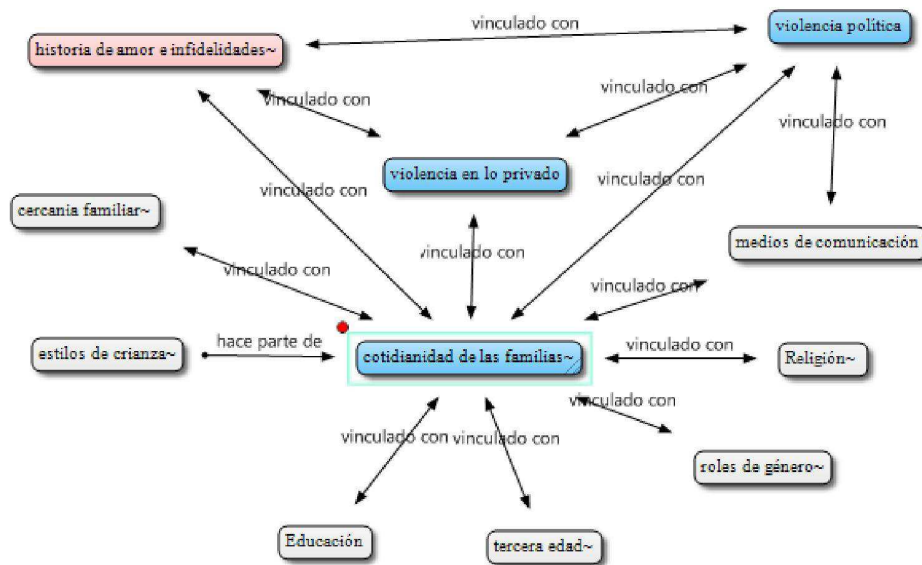 vinculado con
violencia política
historia de amor e infidelidades~
vinculado con
vinculado con
vinculado con
violencia en lo privado
vinculado con
vinculado con
cercania familiar~
medios de comunicación
vinculado con
vinculado con
vinculado con
estilos de crianza~
hace parte de
cotidianidad de las familias~
vinculado con
Religión~
vinculado con
roles de género~
vinculado con
vinculado con
Educación
tercera edad~